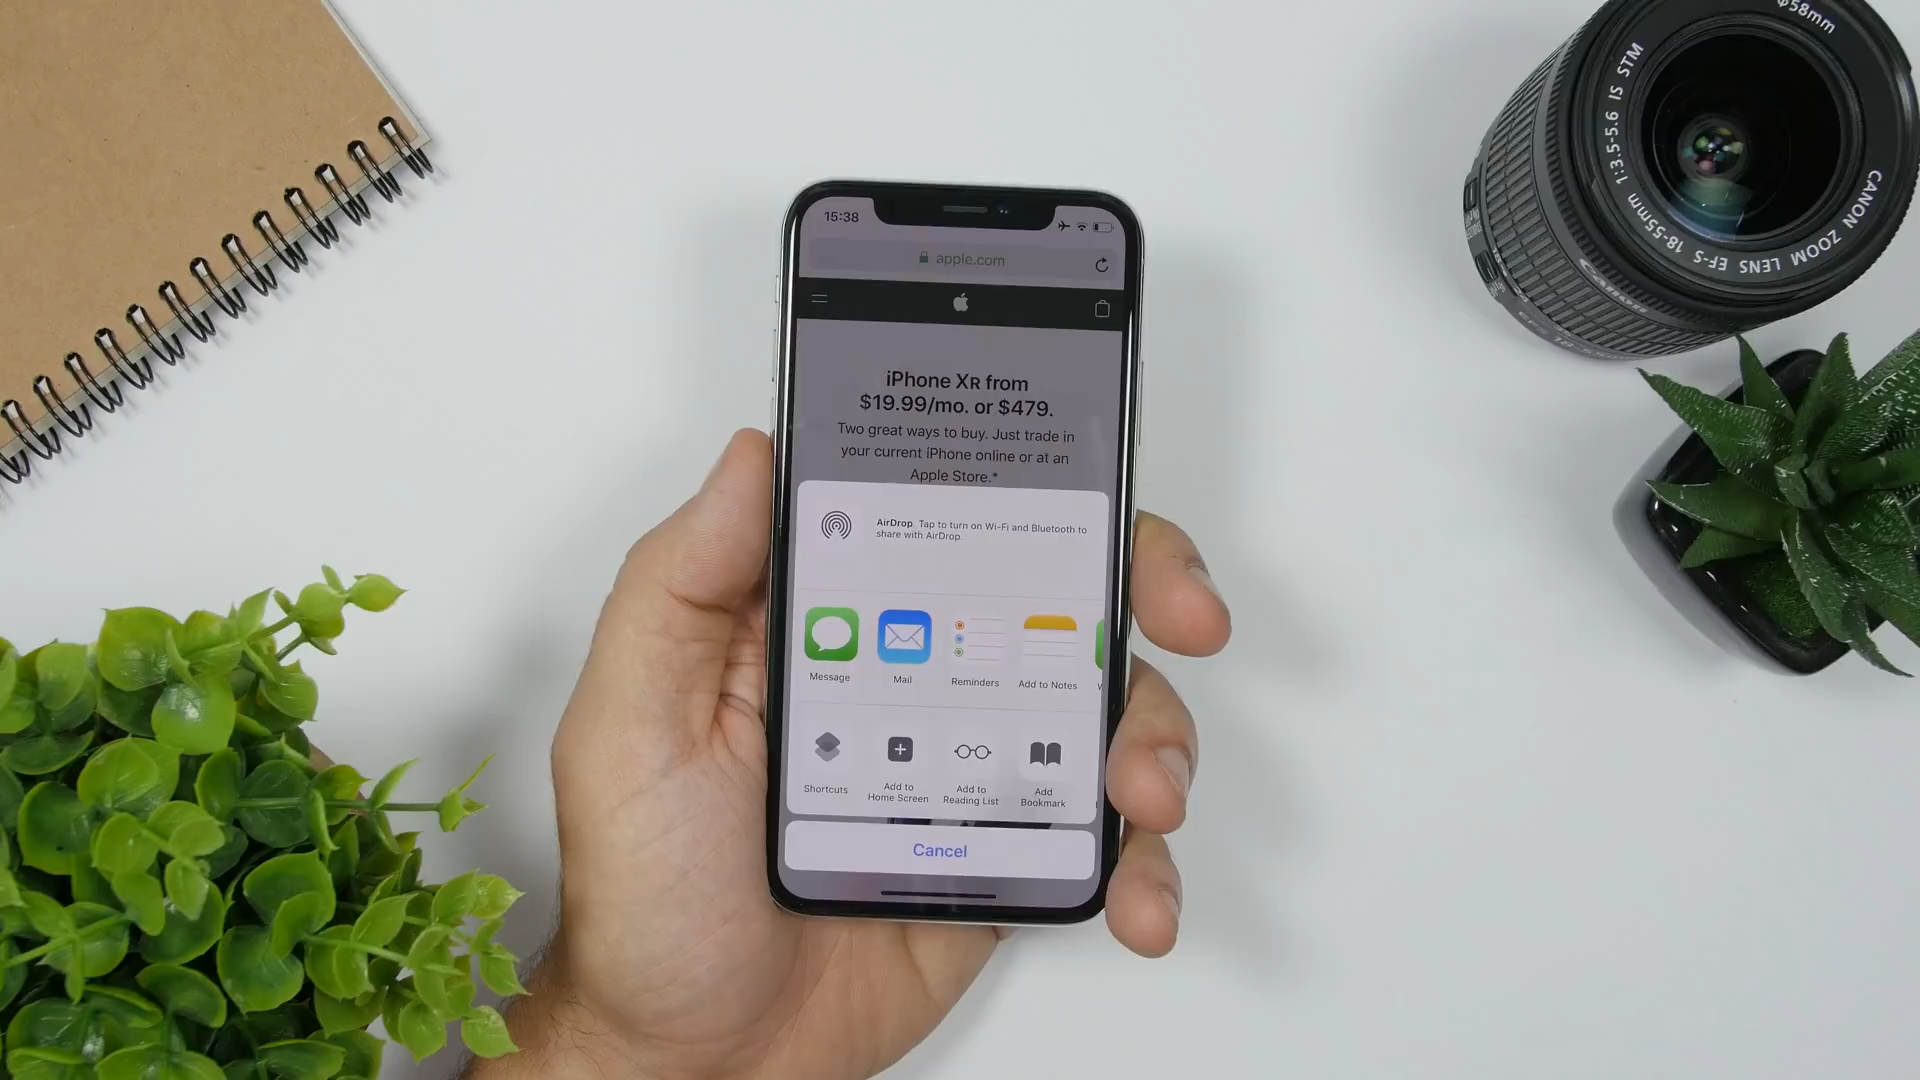 15:38
apple.com
iPhone XR from
$19.99/mo. or $479.
Two great ways to buy. Just trade in
your current iPhone online or at an
Apple Store.*
AirDrop. Tap to turn on Wi-Fi and Bluetooth to
share with AirDrop.
Message
Mail
Reminders
Add to Notes
Shortcuts
Add to
Home Screen
Add to
Reading List
Add
Bookmark
Cancel
φ58mm
CANON ZOOM LENS EF-S 18-55mm 1:3.5-5.6 IS STM
Canon